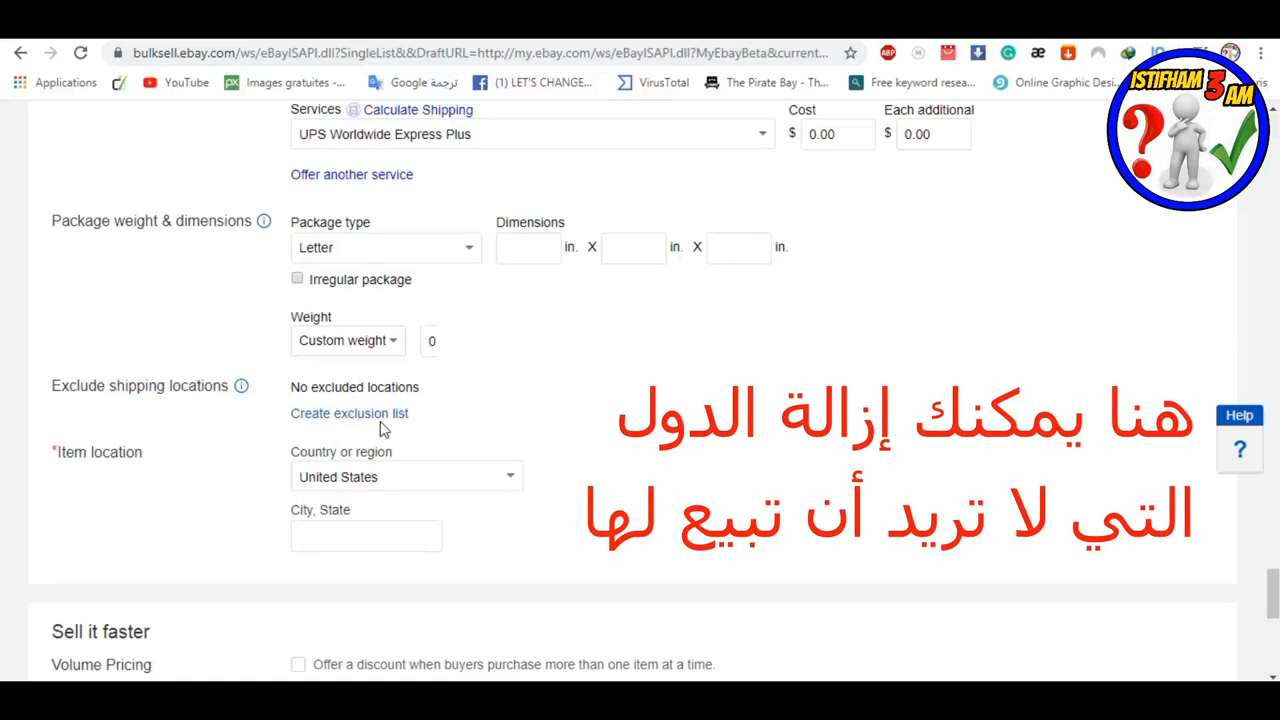 bulksell.ebay.com/ws/eBayISAPI.dll?SingleList&&DraftURL=http://my.ebay.com/ws/eBayISAPI.dll?MyEbayBeta&current...
Applications YouTube Images gratuites -... Google ترجمة (1) LET'S CHANGE... VirusTotal The Pirate Bay - Th... Free keyword resea... Online Graphic Desi...
ISTIFHAM 3 AM
Services Calculate Shipping Cost Each additional
UPS Worldwide Express Plus $ 0.00 $ 0.00
Offer another service
Package weight & dimensions Package type Dimensions
Letter in. X in. X in.
Irregular package
Weight
Custom weight 0
Exclude shipping locations No excluded locations
Create exclusion list
هنا يمكنك إزالة الدول
التي لا تريد أن تبيع لها
Help
?
*Item location Country or region
United States
City, State
Sell it faster
Volume Pricing Offer a discount when buyers purchase more than one item at a time.